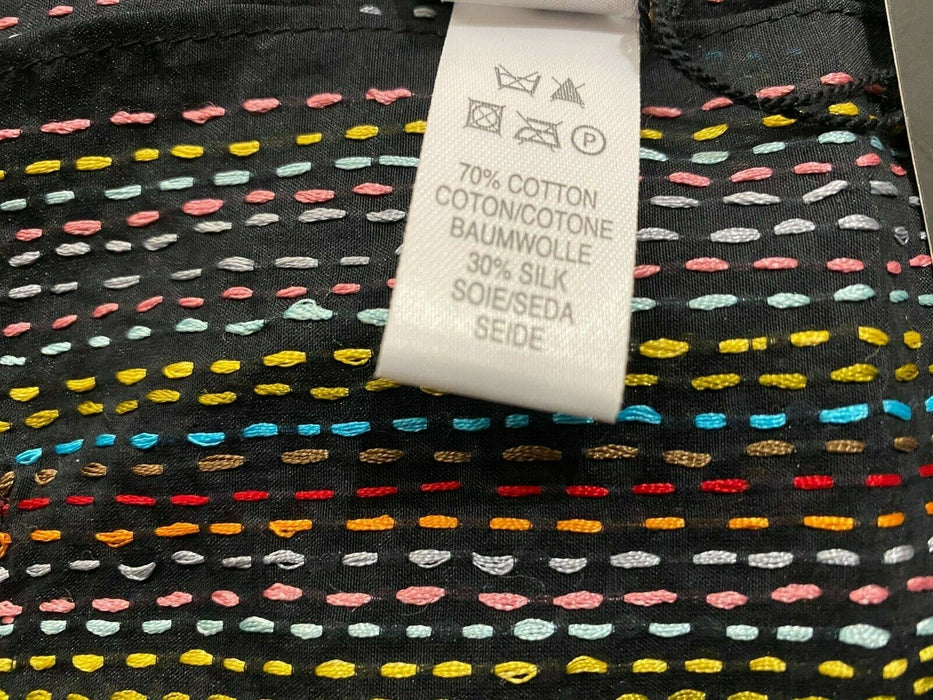 P
70% COTTON
COTON/COTONE
BAUMWOLLE
30% SILK
SOIE/SEDA
SEIDE